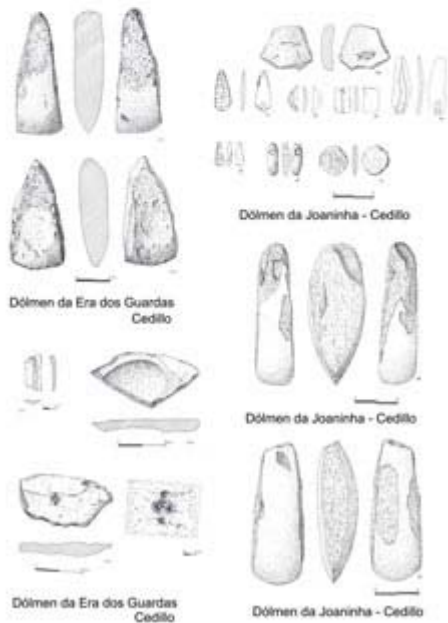 Dólmen da Era dos Guardas
Cedillo
Dólmen da Era dos Guardas
Cedillo
Dólmen da Joaninha - Cedillo
Dólmen da Joaninha - Cedillo
Dólmen da Joaninha - Cedillo